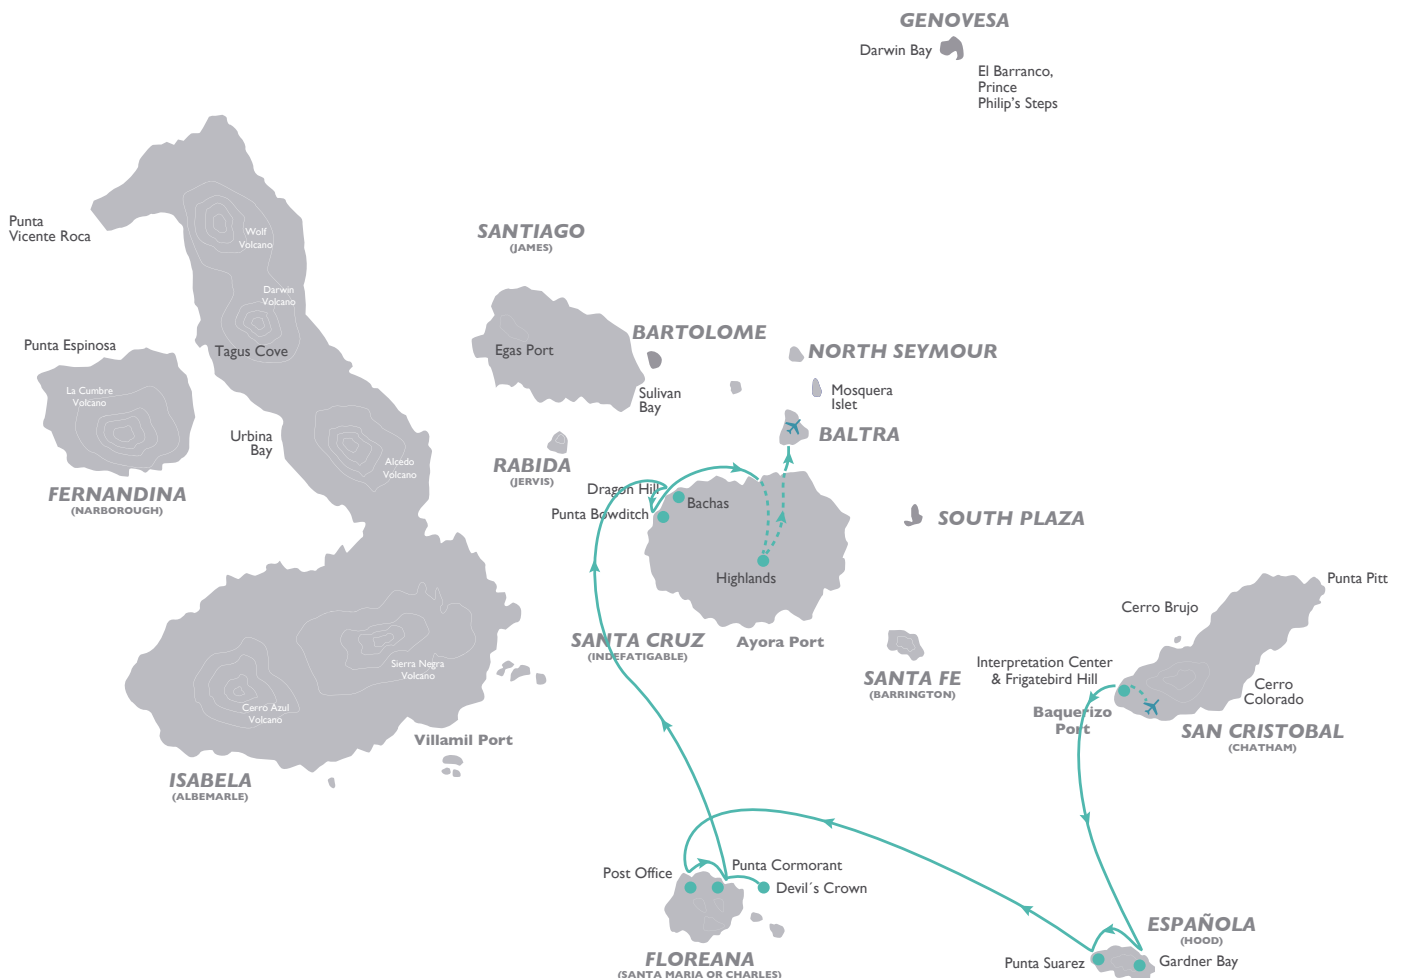 GENOVESA
Darwin Bay
El Barranco,
Prince
Philip's Steps
Punta
Vicente Roca
Wolf
Volcano
Darwin
Volcano
Tagus Cove
Punta Espinosa
La Cumbre
Volcano
FERNANDINA
(NARBOROUGH)
Urbina
Bay
Alcedo
Volcano
SANTIAGO
(JAMES)
Egas Port
BARTOLOME
Sulivan
Bay
NORTH SEYMOUR
Mosquera
Islet
BALTRA
RABIDA
(JERVIS)
Dragon Hill
Punta Bowditch
Bachas
Highlands
SOUTH PLAZA
SANTA CRUZ
(INDEFATIGABLE)
Ayora Port
SANTA FE
(BARRINGTON)
Punta Pitt
Cerro Brujo
Interpretation Center
& Frigatebird Hill
Cerro
Colorado
Baquerizo
Port
SAN CRISTOBAL
(CHATHAM)
Sierra Negra
Volcano
Cerro Azul
Volcano
Villamil Port
ISABELA
(ALBEMARLE)
Post Office
Punta Cormorant
Devil´s Crown
FLOREANA
(SANTA MARIA OR CHARLES)
ESPAÑOLA
(HOOD)
Punta Suarez
Gardner Bay